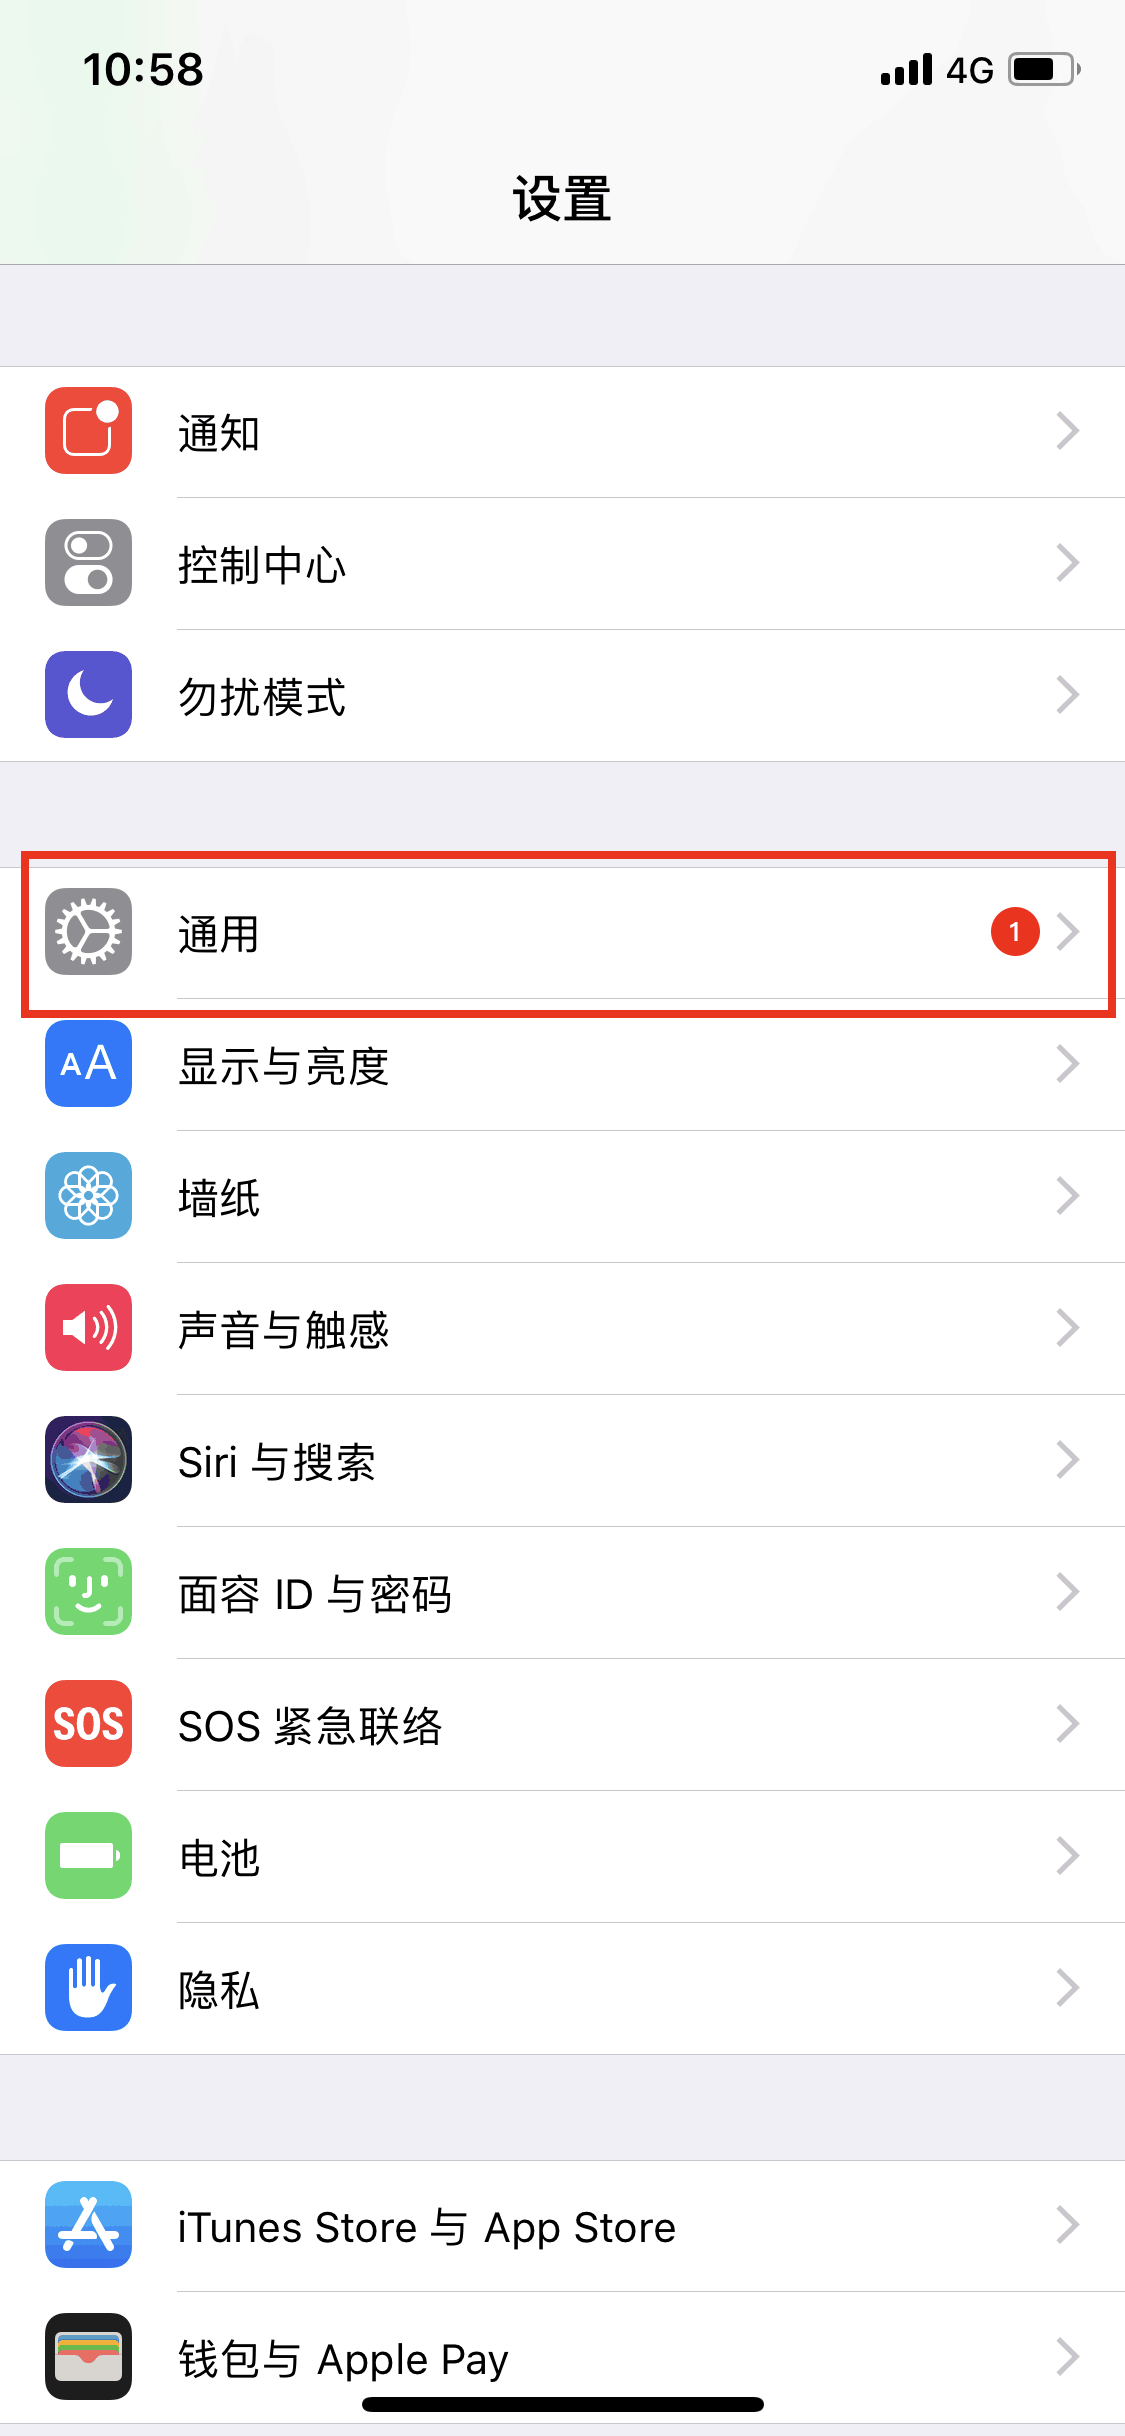 10:58 4G
设置
通知
控制中心
勿扰模式
通用 1
AA
显示与亮度
墙纸
声音与触感
Siri 与搜索
面容 ID 与密码
SOS SOS 紧急联络
电池
隐私
iTunes Store 与 App Store
钱包与 Apple Pay